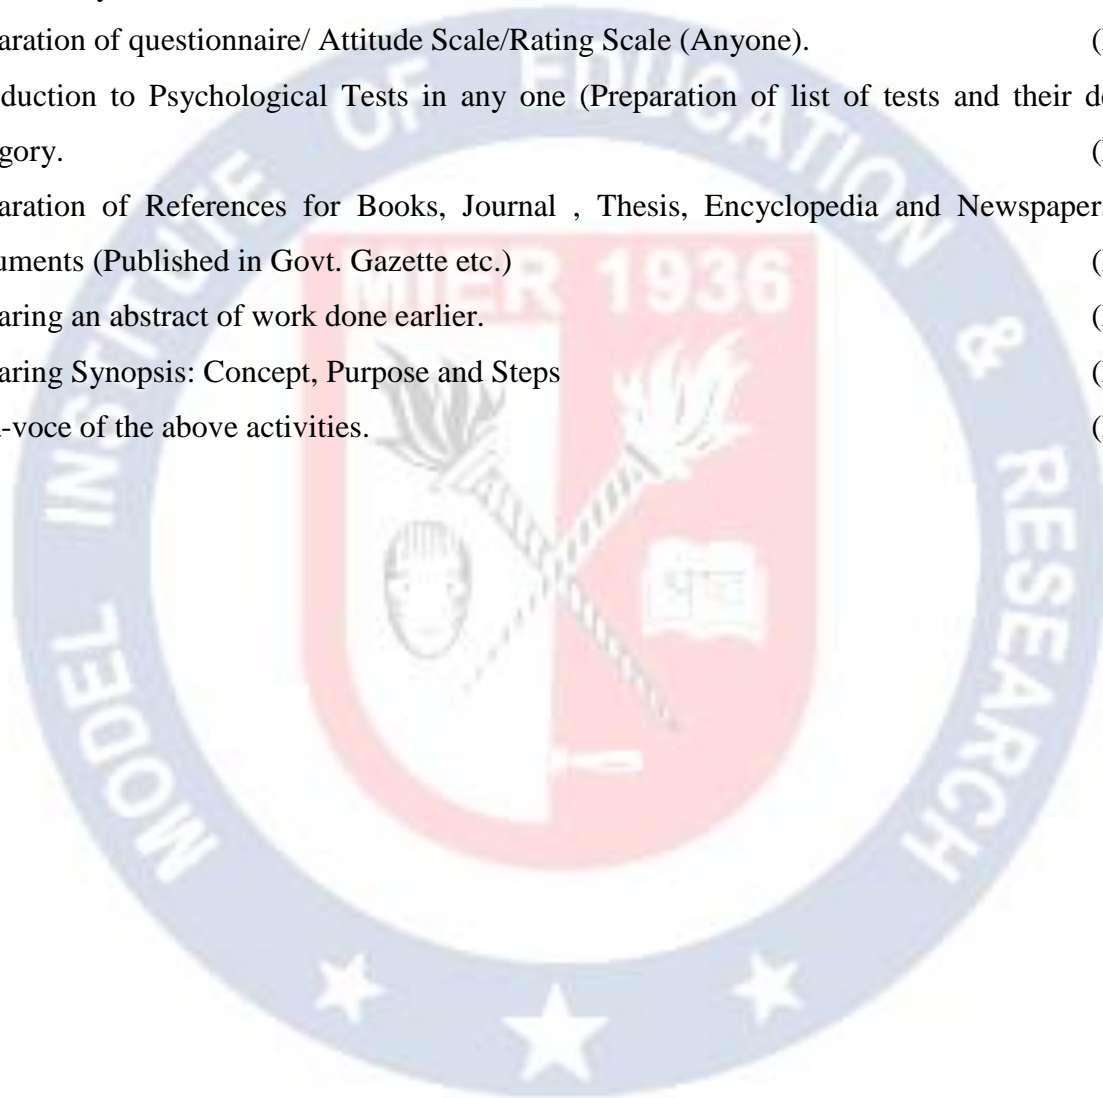 aration of questionnaire/ Attitude Scale/Rating Scale (Anyone). (
duction to Psychological Tests in any one (Preparation of list of tests and their de
gory. (
aration of References for Books, Journal , Thesis, Encyclopedia and Newspapers
uments (Published in Govt. Gazette etc.) (
aring an abstract of work done earlier. (
aring Synopsis: Concept, Purpose and Steps (
-voce of the above activities. (
MODEL INSTITUTE OF EDUCATION & RESEARCH
MIER 1936